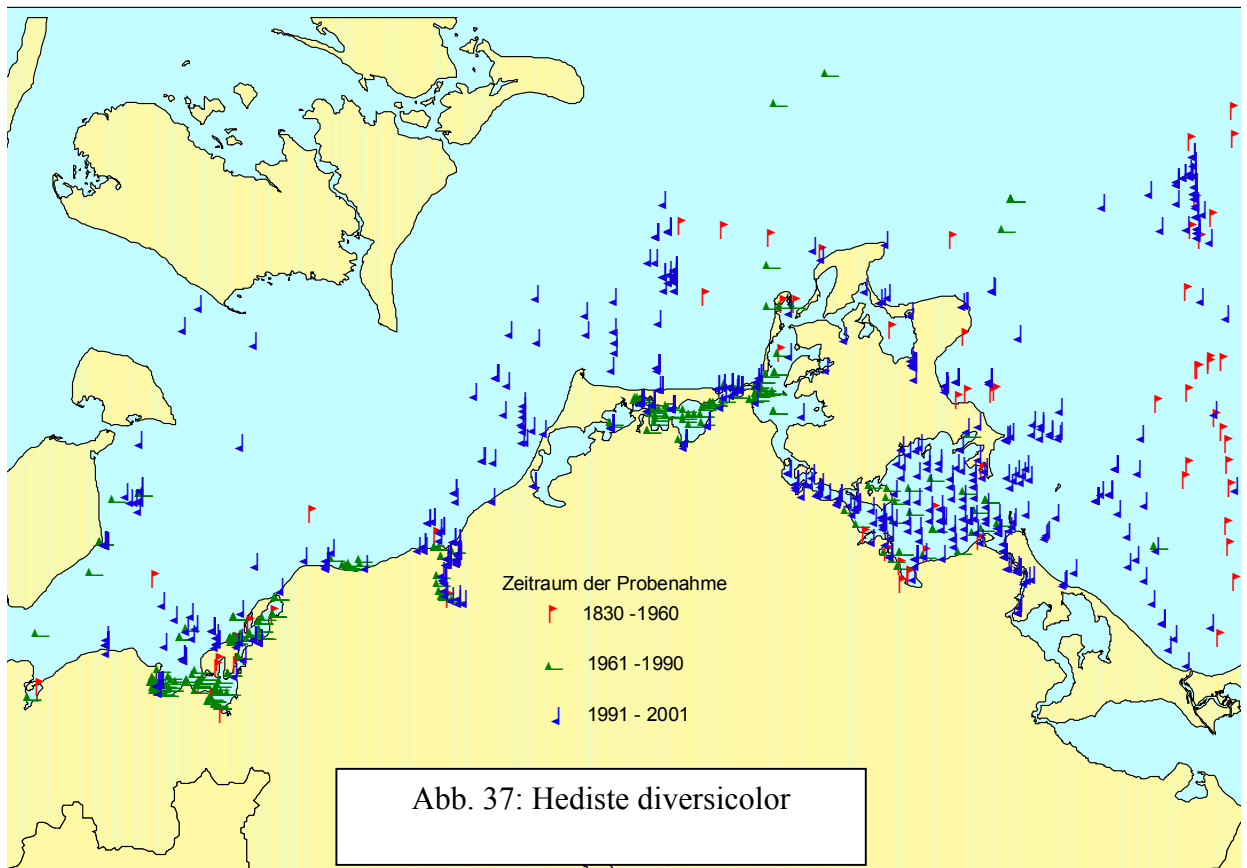 Zeitraum der Probenahme
1830 -1960
1961 -1990
1991 - 2001
Abb. 37: Hediste diversicolor